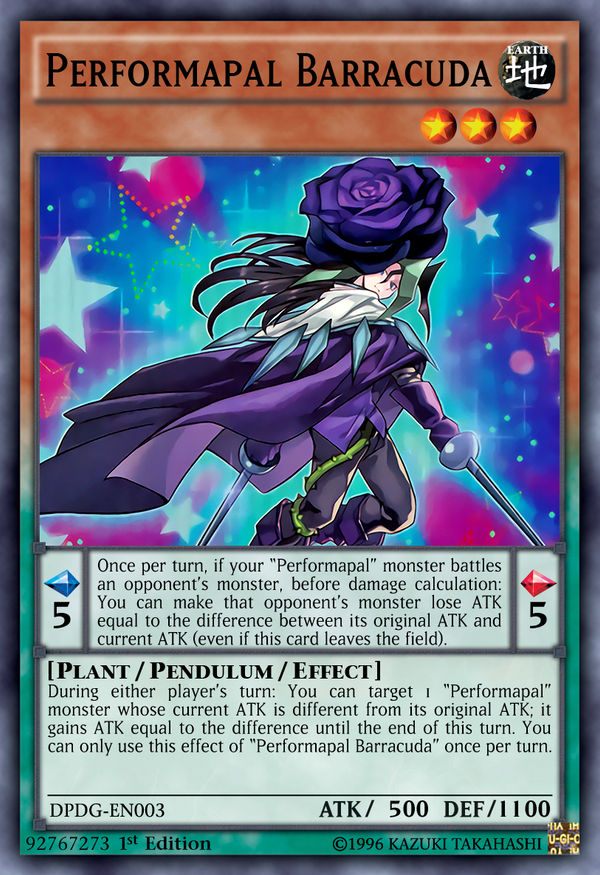 PERFORMAPAL BARRACUDA
EARTH
地
Once per turn, if your "Performapal" monster battles
an opponent's monster, before damage calculation:
You can make that opponent's monster lose ATK
equal to the difference between its original ATK and
current ATK (even if this card leaves the field).
5
5
[PLANT / PENDULUM / EFFECT]
During either player's turn: You can target 1 "Performapal"
monster whose current ATK is different from its original ATK; it
gains ATK equal to the difference until the end of this turn. You
can only use this effect of "Performapal Barracuda" once per turn.
DPDG-EN003
ATK/ 500 DEF/1100
92767273 1st Edition
©1996 KAZUKI TAKAHASHI